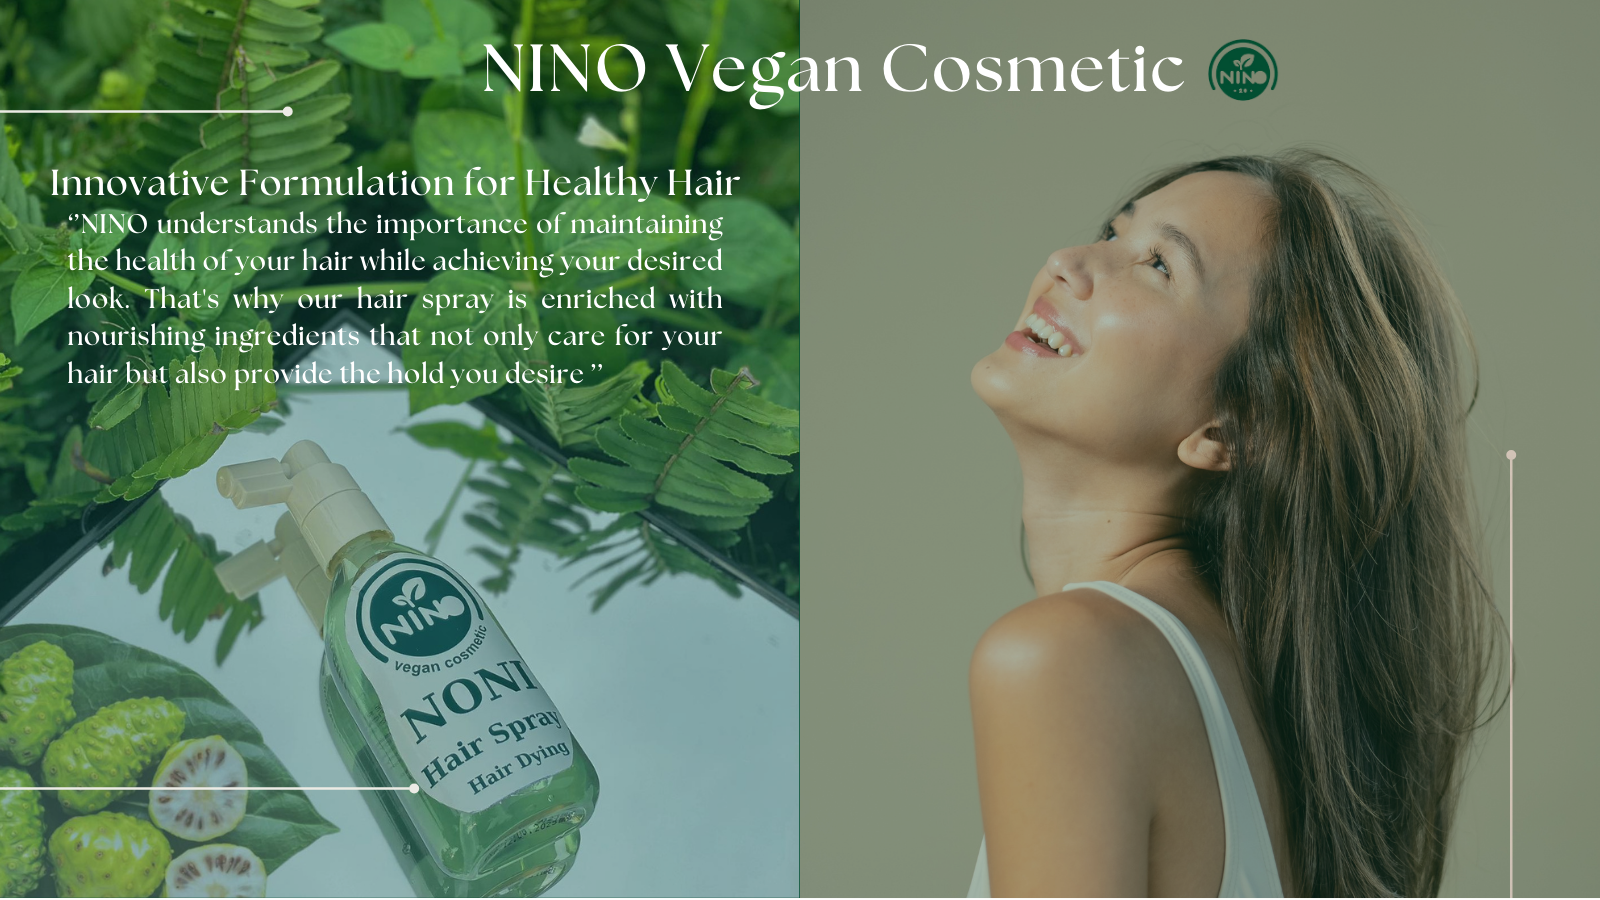 NINO Vegan Cosmetic
NINO
Innovative Formulation for Healthy Hair
‘’NINO understands the importance of maintaining
the health of your hair while achieving your desired
look. That's why our hair spray is enriched with
nourishing ingredients that not only care for your
hair but also provide the hold you desire ’’
NINO
vegan cosmetic
NONI
Hair Spray
Hair Dying